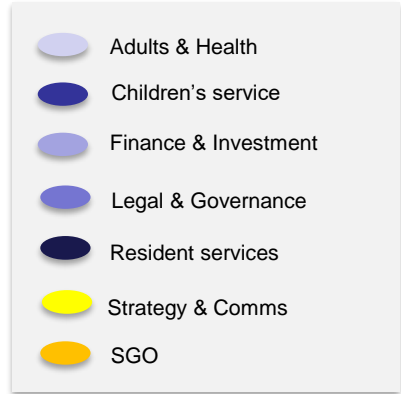 Adults & Health
Children’s service
Finance & Investment
Legal & Governance
Resident services
Strategy & Comms
SGO